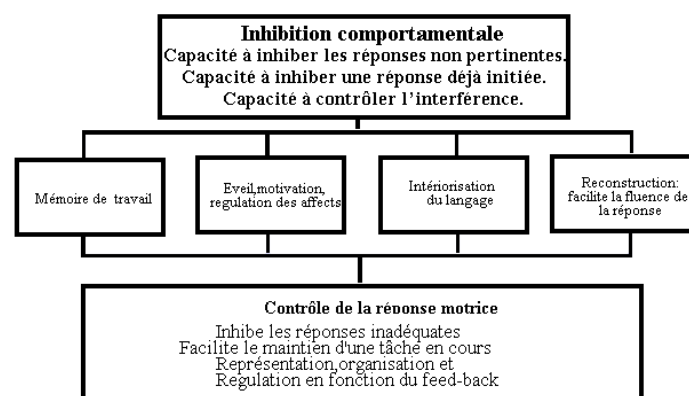 Inhibition comportamentale
Capacité à inhiber les réponses non pertinentes.
Capacité à inhiber une réponse déjà initiée.
Capacité à contrôler l’interférence.
Mémoire de travail
Eveil,motivation,
regulation des affects
Intériorisation
du langage
Reconstruction:
facilite la fluence de
la réponse
Contrôle de la réponse motrice
Inhibe les réponses inadéquates
Facilite le maintien d'une tâche en cours
Représentation,organisation et
Regulation en fonction du feed-back